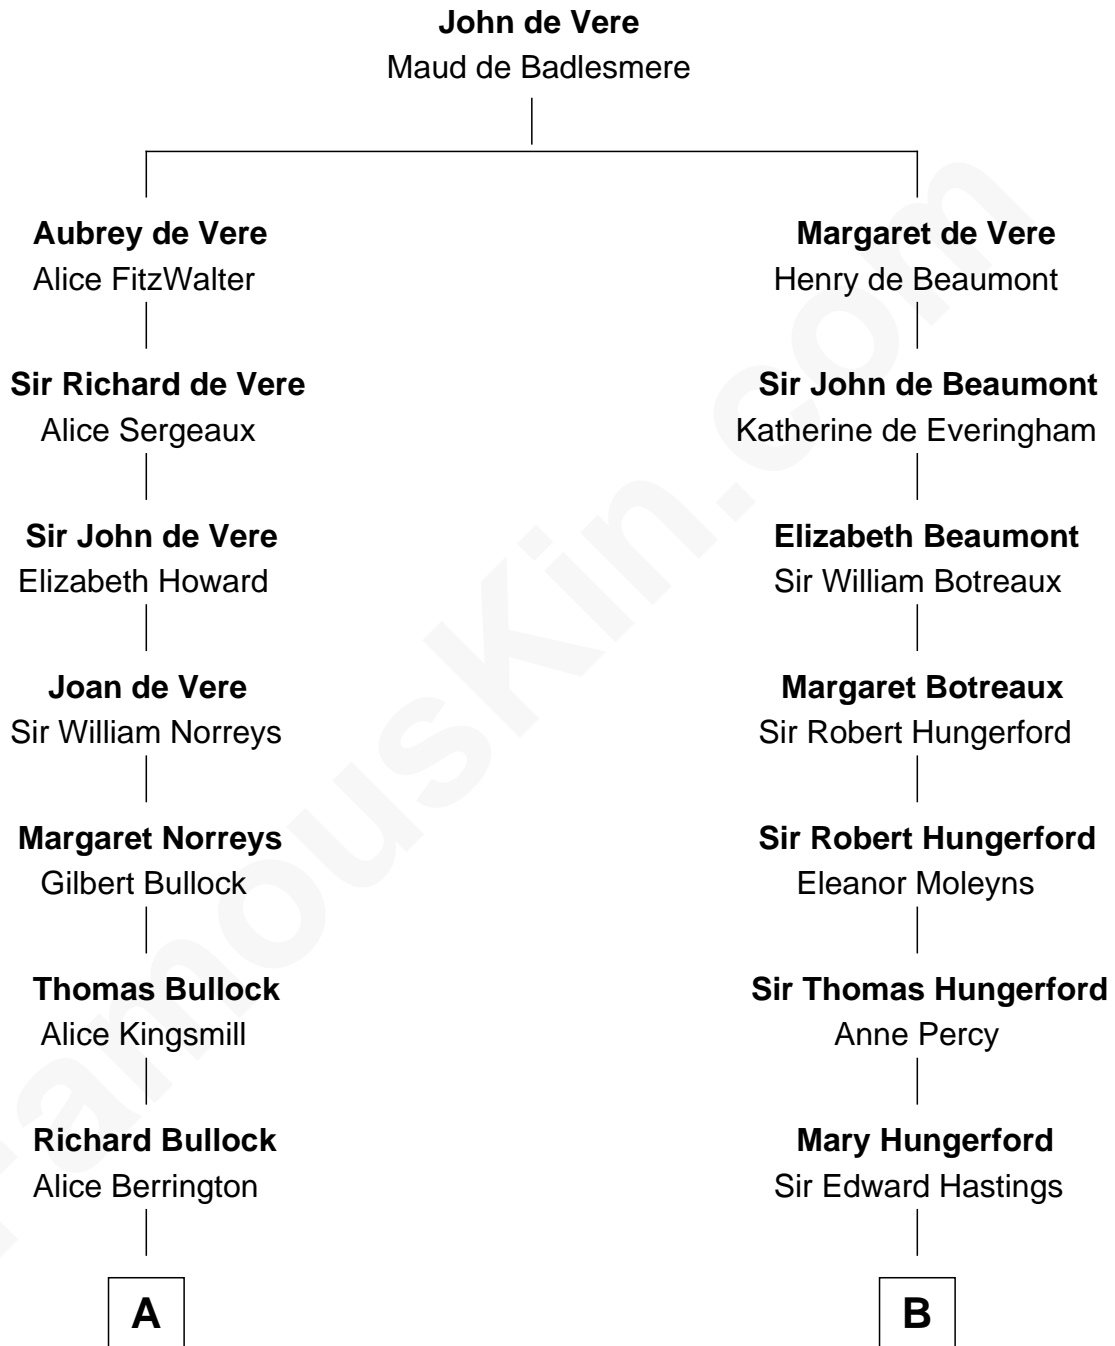 John de Vere
Maud de Badlesmere
Aubrey de Vere
Alice FitzWalter
Margaret de Vere
Henry de Beaumont
Sir Richard de Vere
Alice Sergeaux
Sir John de Beaumont
Katherine de Everingham
Sir John de Vere
Elizabeth Howard
Elizabeth Beaumont
Sir William Botreaux
Joan de Vere
Sir William Norreys
Margaret Botreaux
Sir Robert Hungerford
Margaret Norreys
Gilbert Bullock
Sir Robert Hungerford
Eleanor Moleyns
Thomas Bullock
Alice Kingsmill
Sir Thomas Hungerford
Anne Percy
Richard Bullock
Alice Berrington
Mary Hungerford
Sir Edward Hastings
A
B
FamousKin.com